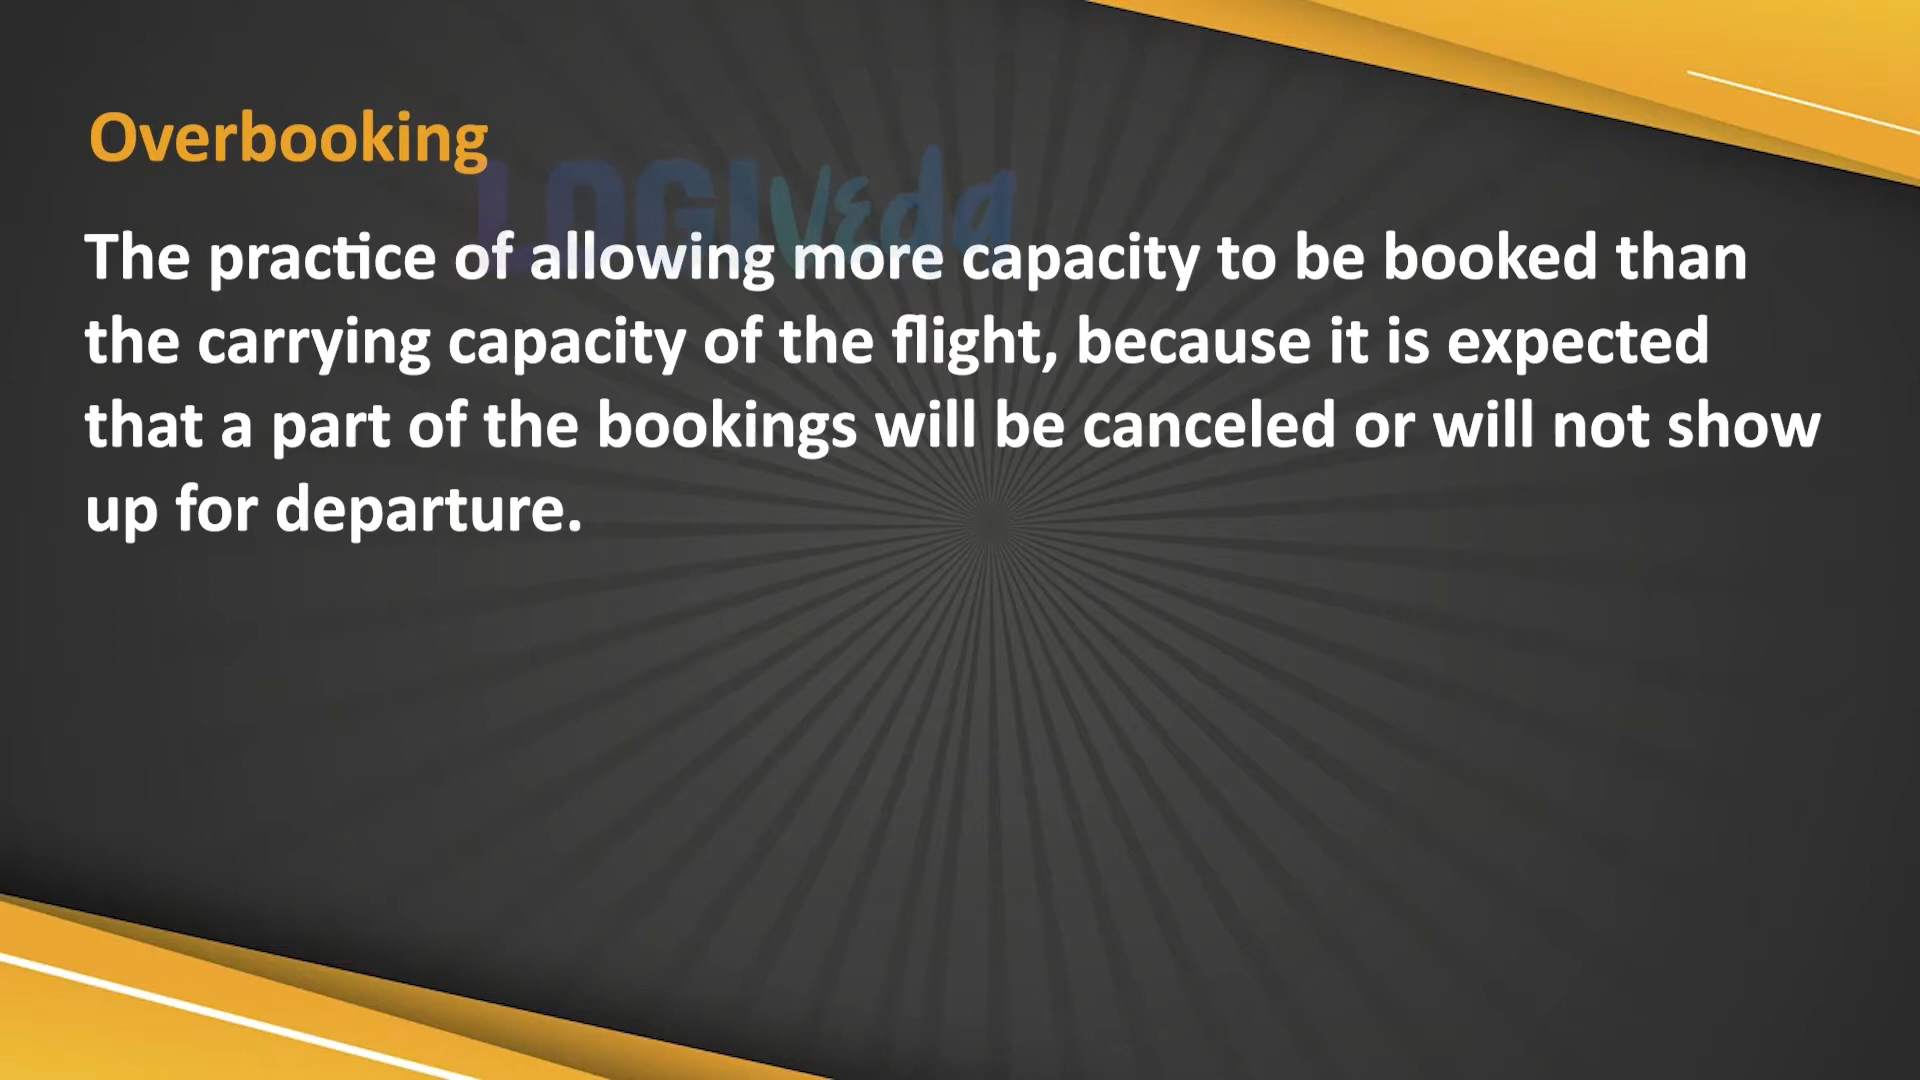 Overbooking
LOGIVEda
The practice of allowing more capacity to be booked than
the carrying capacity of the flight, because it is expected
that a part of the bookings will be canceled or will not show
up for departure.